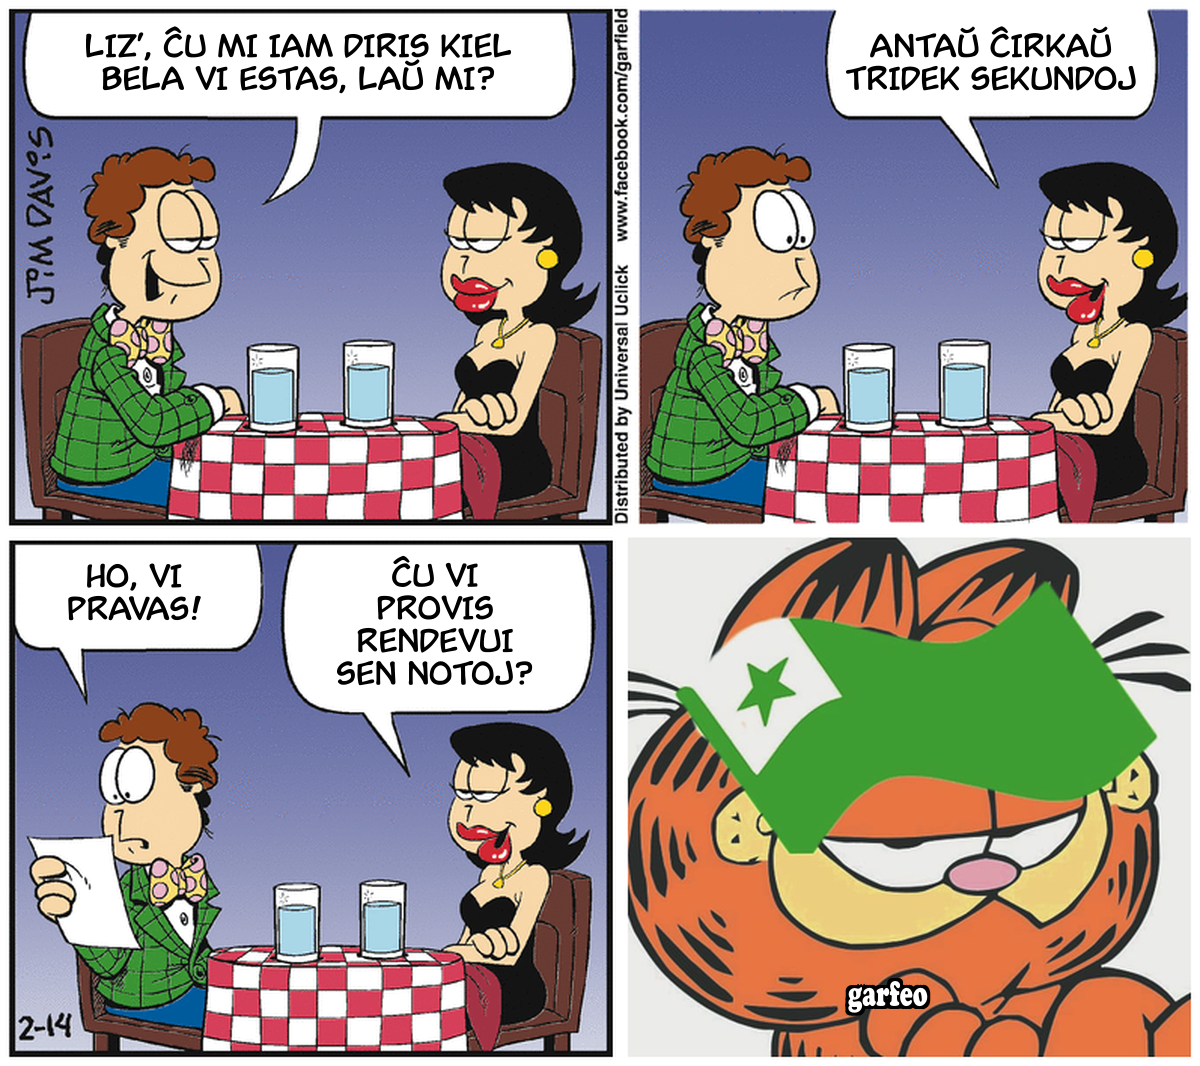 LIZ', ĈU MI IAM DIRIS KIEL
BELA VI ESTAS, LAŬ MI?
JIM DAVIS
Distributed by Universal Uclick www.facebook.com/garfield
ANTAŬ ĈIRKAŬ
TRIDEK SEKUNDOJ
HO, VI
PRAVAS!
ĈU VI
PROVIS
RENDEVUI
SEN NOTOJ?
2-14
garfeo